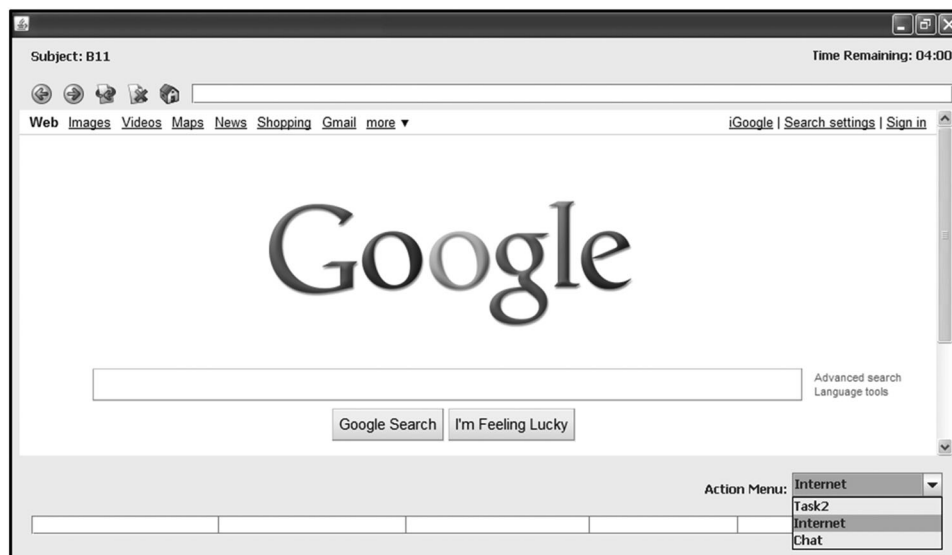 Subject: B11 Time Remaining: 04:00
Web Images Videos Maps News Shopping Gmail more ▼ iGoogle | Search settings | Sign in
Google
Advanced search
Language tools
Google Search I'm Feeling Lucky
Action Menu: Internet
Task2
Internet
Chat